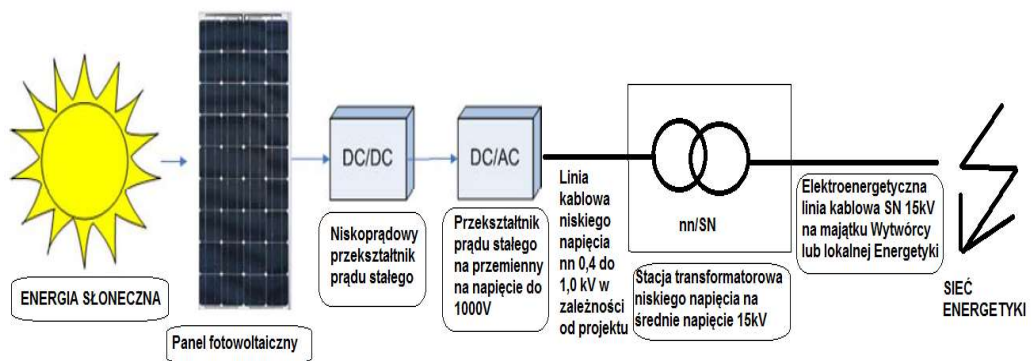 ENERGIA SŁONECZNA
Panel fotowoltaiczny
DC/DC
Niskoprądowy
przekształtnik
prądu stałego
DC/AC
Przekształtnik
prądu stałego
na przemienny
na napięcie do
1000V
Linia
kablowa
niskiego
napięcia
nn 0,4 do
1,0 kV w
zależności
od projektu
nn/SN
Stacja transformatorowa
niskiego napięcia na
średnie napięcie 15kV
Elektroenergetyczna
linia kablowa SN 15kV
na majątku Wytwórcy
lub lokalnej Energetyki
SIEĆ
ENERGETYKI